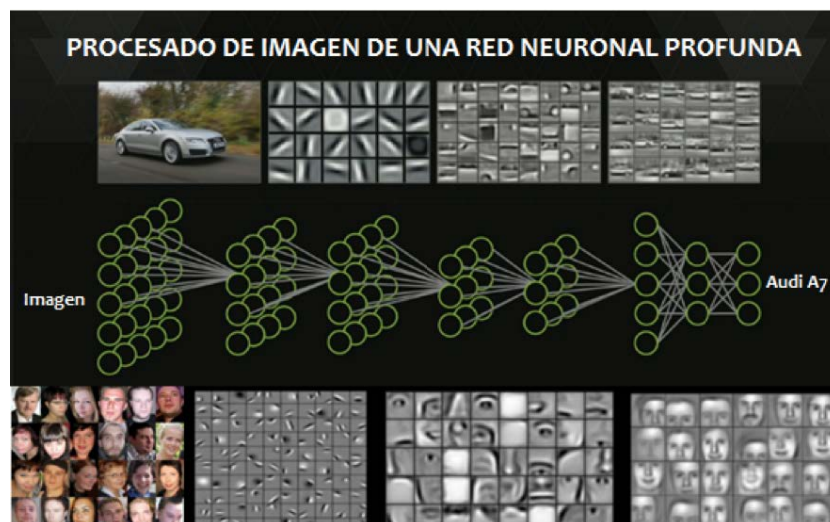 PROCESADO DE IMAGEN DE UNA RED NEURONAL PROFUNDA
Imagen
Audi A7